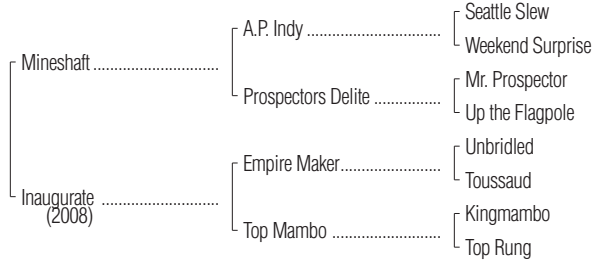 Seattle Slew
A.P. Indy ..............................
Weekend Surprise
Mineshaft ............................
Mr. Prospector
Prospectors Delite ...............
Up the Flagpole
Unbridled
Empire Maker......................
Toussaud
Inaugurate ..........................
(2008)
Kingmambo
Top Mambo ........................
Top Rung